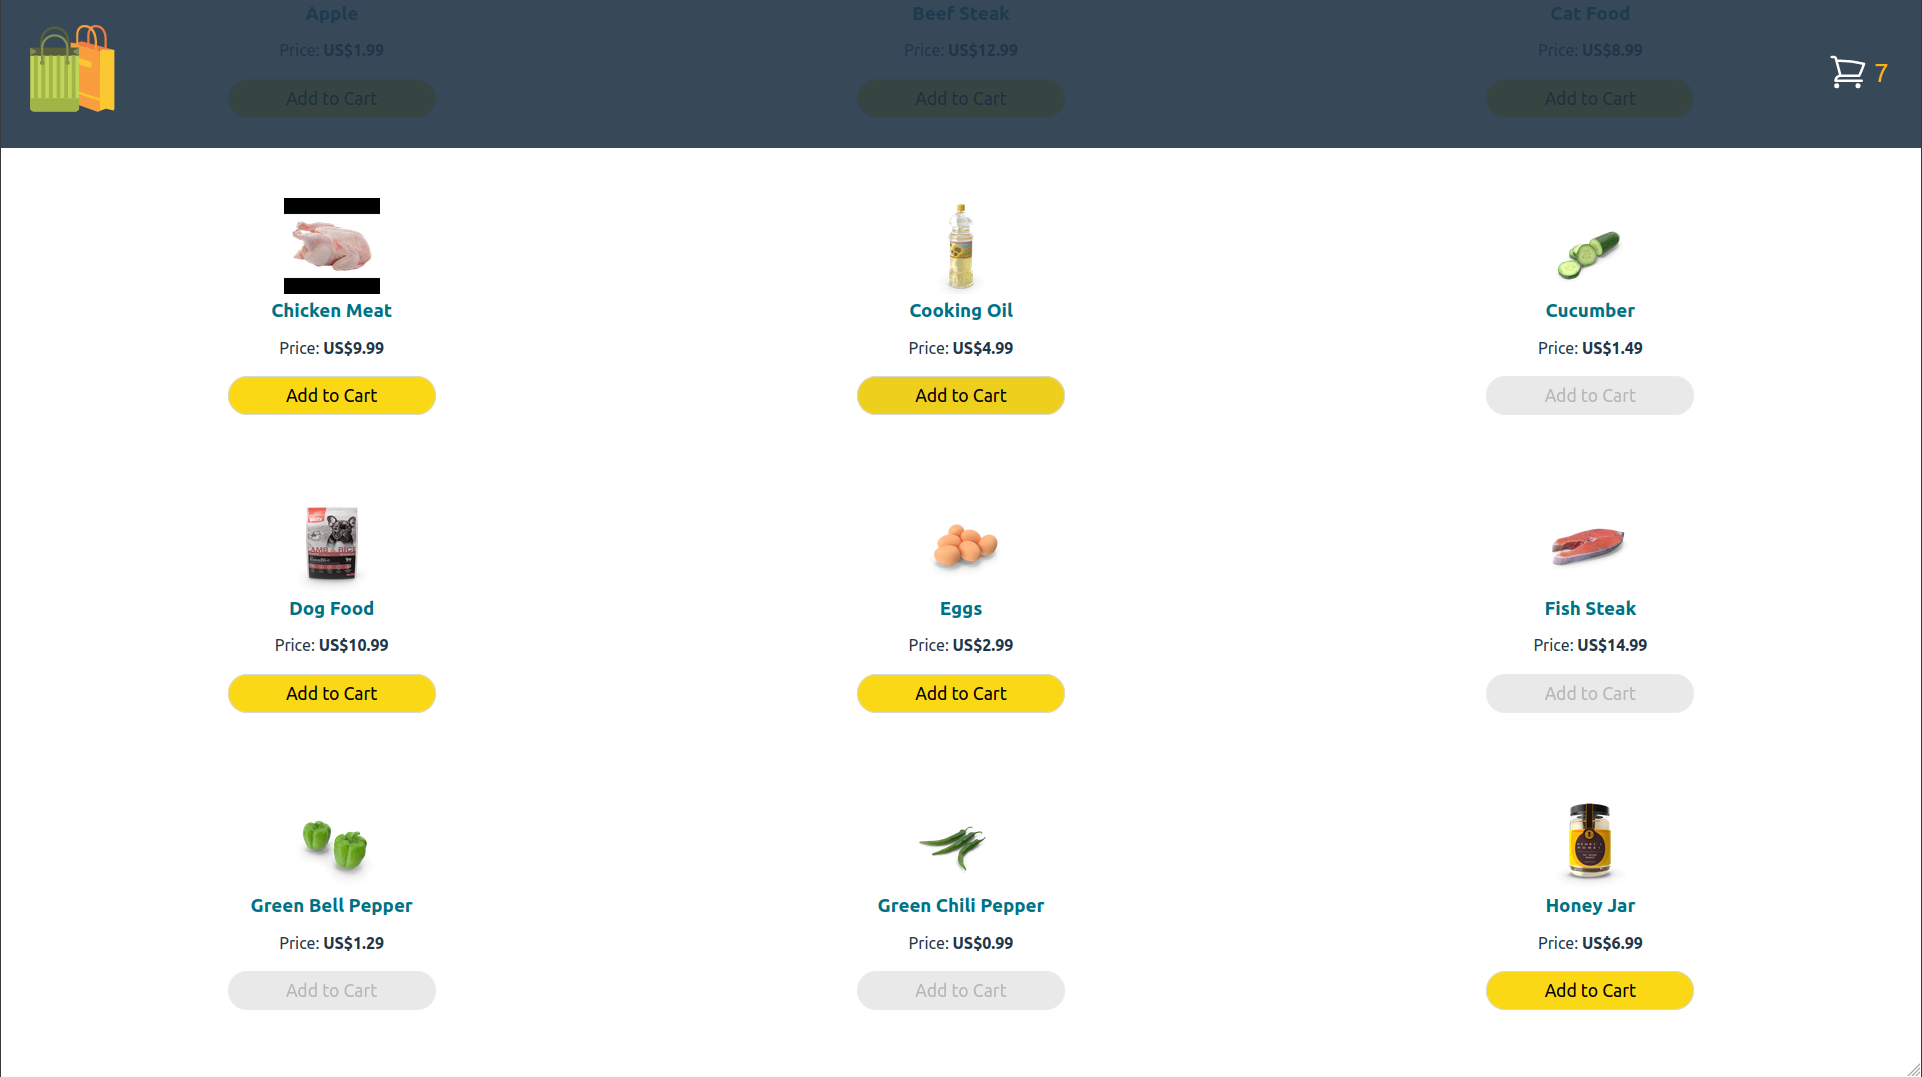 Apple
Beef Steak
Cat Food
Price: US$1.99
Price: US$12.99
Price: US$8.99
Add to Cart
Add to Cart
Add to Cart
7
Chicken Meat
Cooking Oil
Cucumber
Price: US$9.99
Price: US$4.99
Price: US$1.49
Add to Cart
Add to Cart
Add to Cart
Dog Food
Eggs
Fish Steak
Price: US$10.99
Price: US$2.99
Price: US$14.99
Add to Cart
Add to Cart
Add to Cart
Green Bell Pepper
Green Chili Pepper
Honey Jar
Price: US$1.29
Price: US$0.99
Price: US$6.99
Add to Cart
Add to Cart
Add to Cart